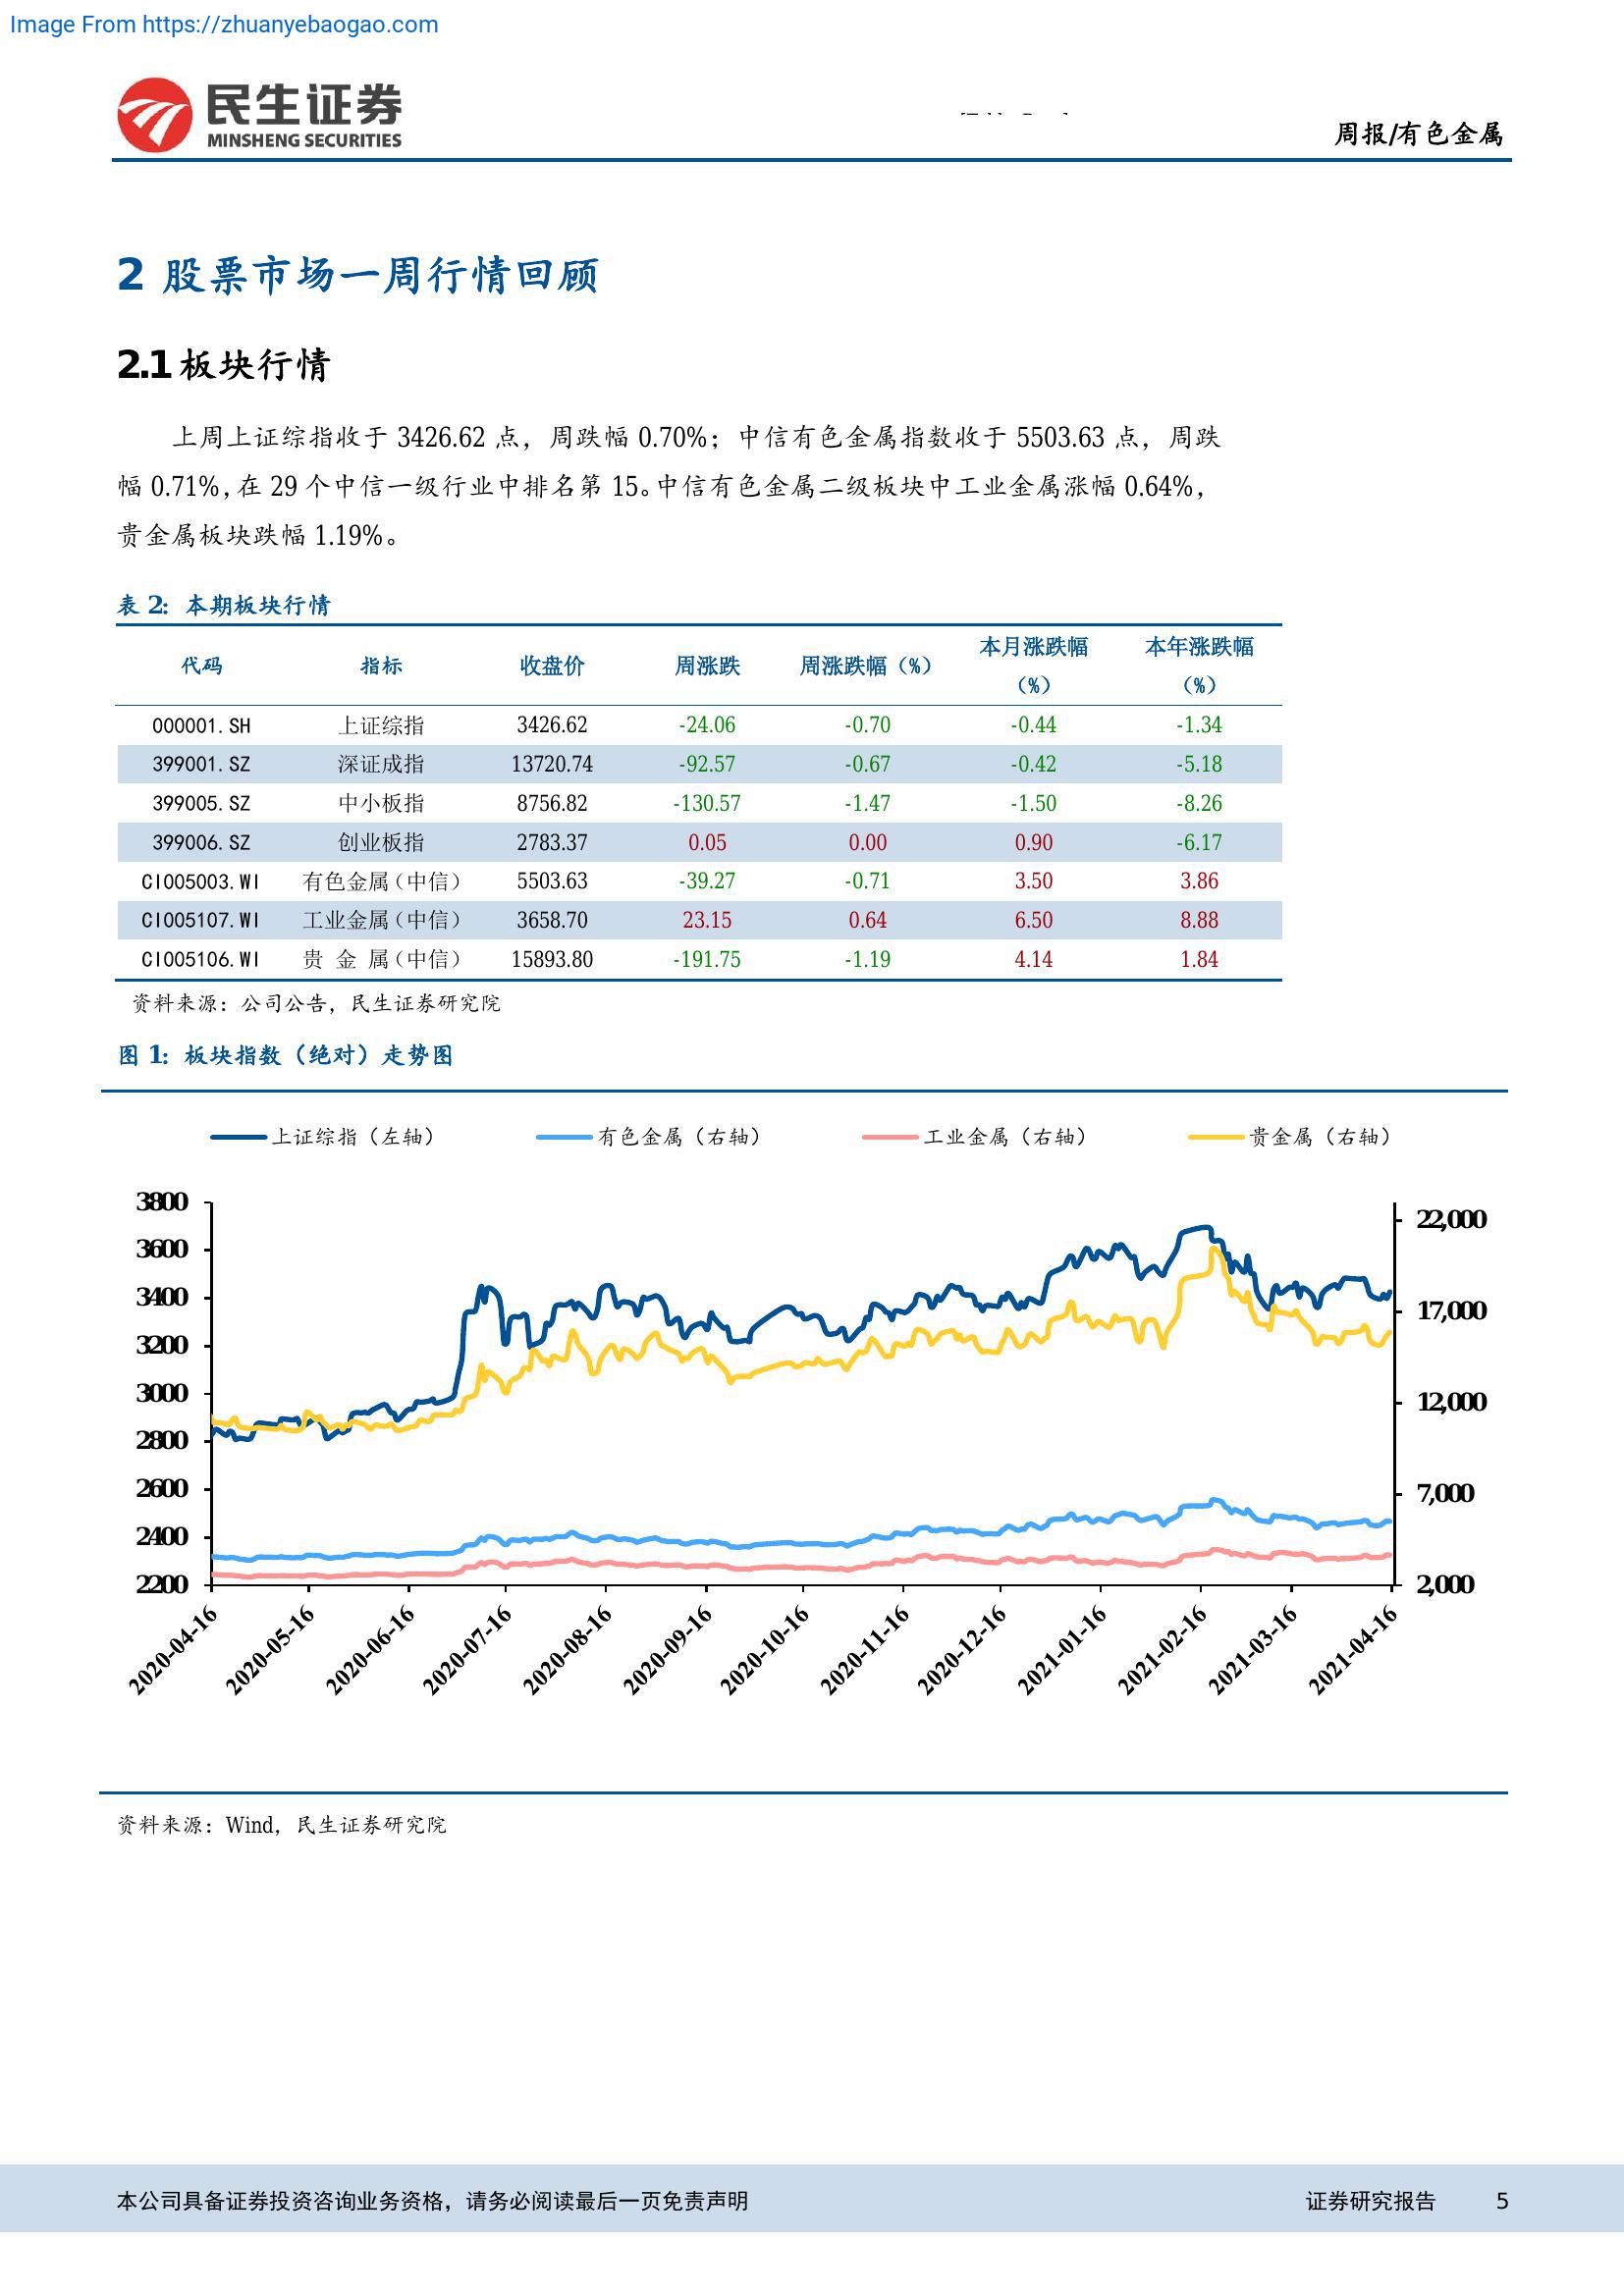 Image From https://zhuanyebaogao.com
民生证券
MINSHENG SECURITIES
周报/有色金属
2 股票市场一周行情回顾
2.1 板块行情
上周上证综指收于 3426.62 点，周跌幅 0.70%；中信有色金属指数收于 5503.63 点，周跌
幅 0.71%，在 29 个中信一级行业中排名第 15。中信有色金属二级板块中工业金属涨幅 0.64%，
贵金属板块跌幅 1.19%。
表 2：本期板块行情
代码 指标 收盘价 周涨跌 周涨跌幅（%） 本月涨跌幅（%） 本年涨跌幅（%）
000001.SH 上证综指 3426.62 -24.06 -0.70 -0.44 -1.34
399001.SZ 深证成指 13720.74 -92.57 -0.67 -0.42 -5.18
399005.SZ 中小板指 8756.82 -130.57 -1.47 -1.50 -8.26
399006.SZ 创业板指 2783.37 0.05 0.00 0.90 -6.17
CI005003.WI 有色金属（中信） 5503.63 -39.27 -0.71 3.50 3.86
CI005107.WI 工业金属（中信） 3658.70 23.15 0.64 6.50 8.88
CI005106.WI 贵 金 属（中信） 15893.80 -191.75 -1.19 4.14 1.84
资料来源：公司公告，民生证券研究院
图 1：板块指数（绝对）走势图
上证综指（左轴） 有色金属（右轴） 工业金属（右轴） 贵金属（右轴）
3800
3600
3400
3200
3000
2800
2600
2400
2200
22,000
17,000
12,000
7,000
2,000
2020-04-16 2020-05-16 2020-06-16 2020-07-16 2020-08-16 2020-09-16 2020-10-16 2020-11-16 2020-12-16 2021-01-16 2021-02-16 2021-03-16 2021-04-16
资料来源：Wind，民生证券研究院
本公司具备证券投资咨询业务资格，请务必阅读最后一页免责声明 证券研究报告 5